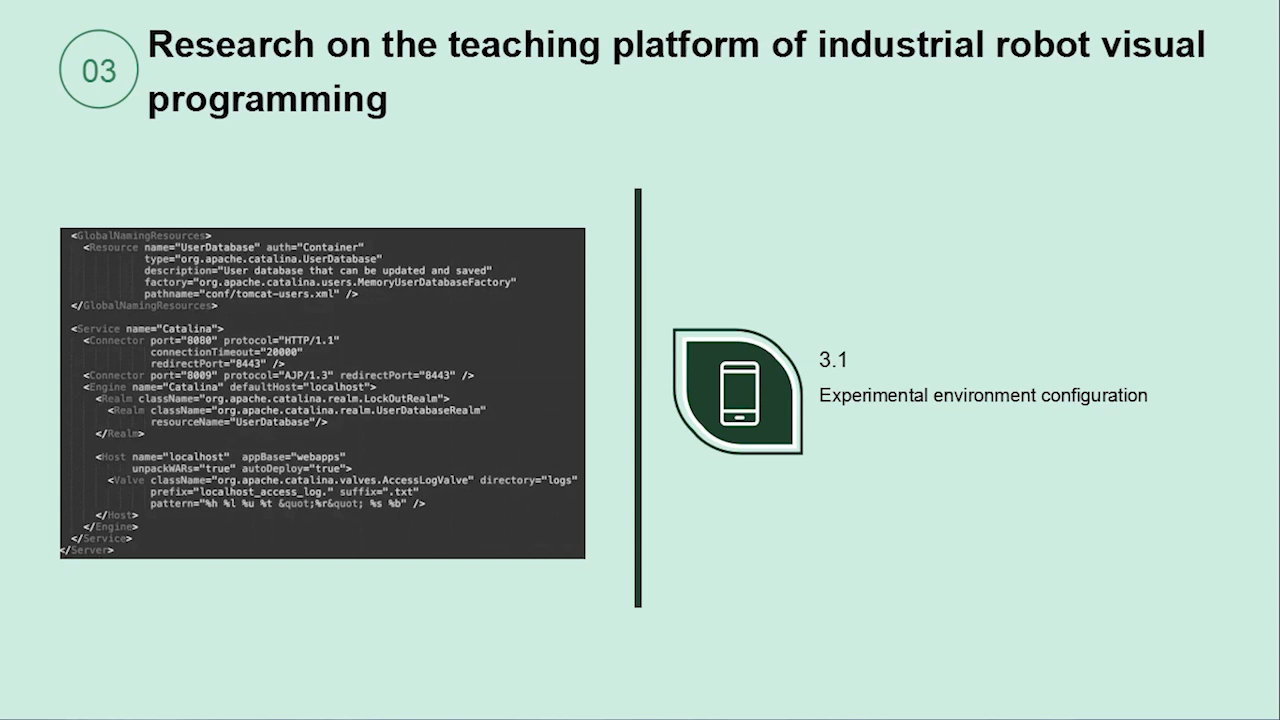 03
Research on the teaching platform of industrial robot visual
programming
<GlobalNamingResources>
<Resource name="UserDatabase" auth="Container"
type="org.apache.catalina.UserDatabase"
description="User database that can be updated and saved"
factory="org.apache.catalina.users.MemoryUserDatabaseFactory"
pathname="conf/tomcat-users.xml" />
</GlobalNamingResources>
<Service name="Catalina">
<Connector port="8080" protocol="HTTP/1.1"
connectionTimeout="20000"
redirectPort="8443" />
<Connector port="8009" protocol="AJP/1.3" redirectPort="8443" />
<Engine name="Catalina" defaultHost="localhost">
<Realm className="org.apache.catalina.realm.LockOutRealm">
<Realm className="org.apache.catalina.realm.UserDatabaseRealm"
resourceName="UserDatabase"/>
</Realm>
<Host name="localhost" appBase="webapps"
unpackWARs="true" autoDeploy="true">
<Valve className="org.apache.catalina.valves.AccessLogValve" directory="logs"
prefix="localhost_access_log." suffix=".txt"
pattern="%h %l %u %t &quot;%r&quot; %s %b" />
</Host>
</Engine>
</Service>
</Server>
3.1
Experimental environment configuration